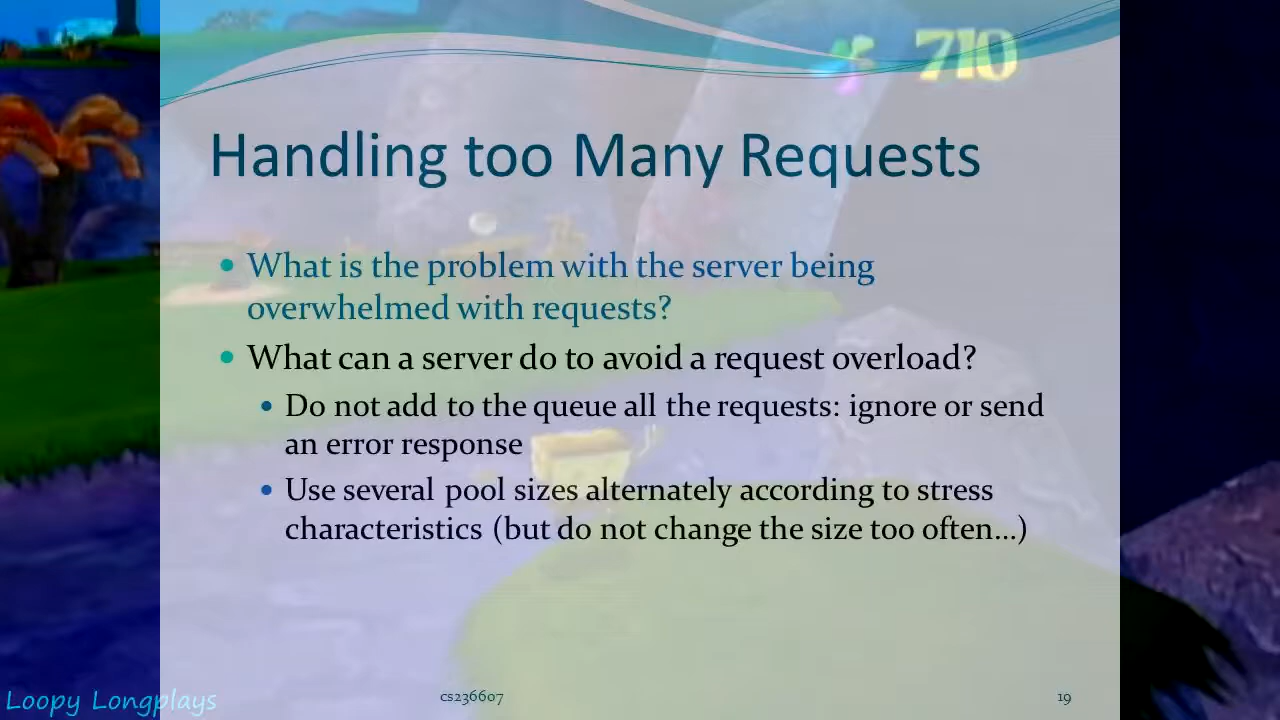 710
Handling too Many Requests
• What is the problem with the server being
overwhelmed with requests?
• What can a server do to avoid a request overload?
• Do not add to the queue all the requests: ignore or send
an error response
• Use several pool sizes alternately according to stress
characteristics (but do not change the size too often…)
Loopy Longplays
cs236607
19